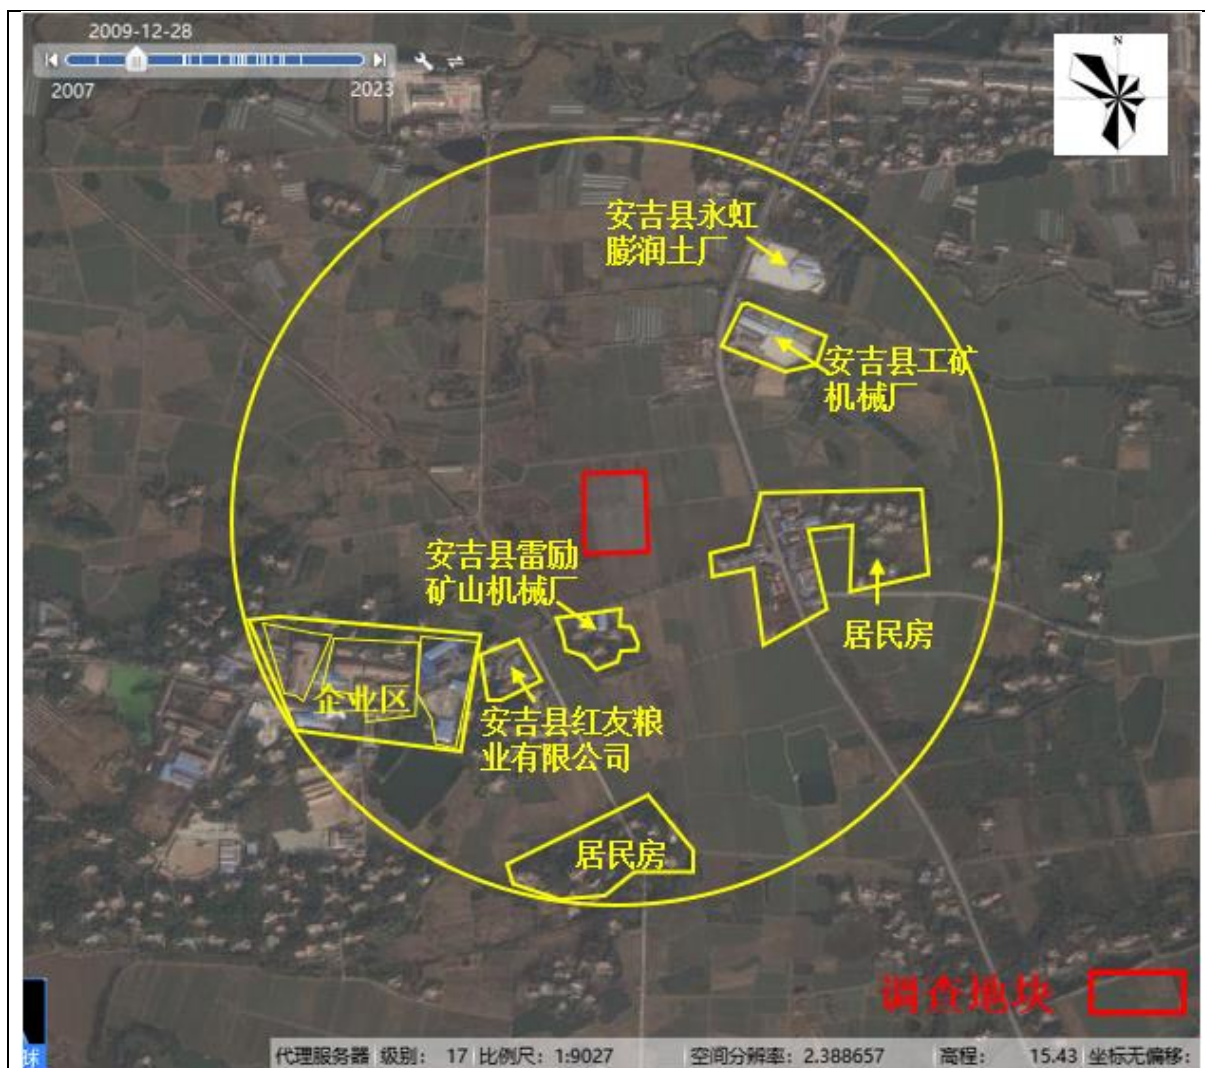 2009-12-28
2007
2023
N
安吉县永虹
膨润土厂
安吉县工矿
机械厂
安吉县雷励
矿山机械厂
居民房
企业区
安吉县红友粮
业有限公司
居民房
调查地块
球
代理服务器 级别: 17 比例尺: 1:9027 空间分辨率: 2.388657 高程: 15.43 坐标无偏移: